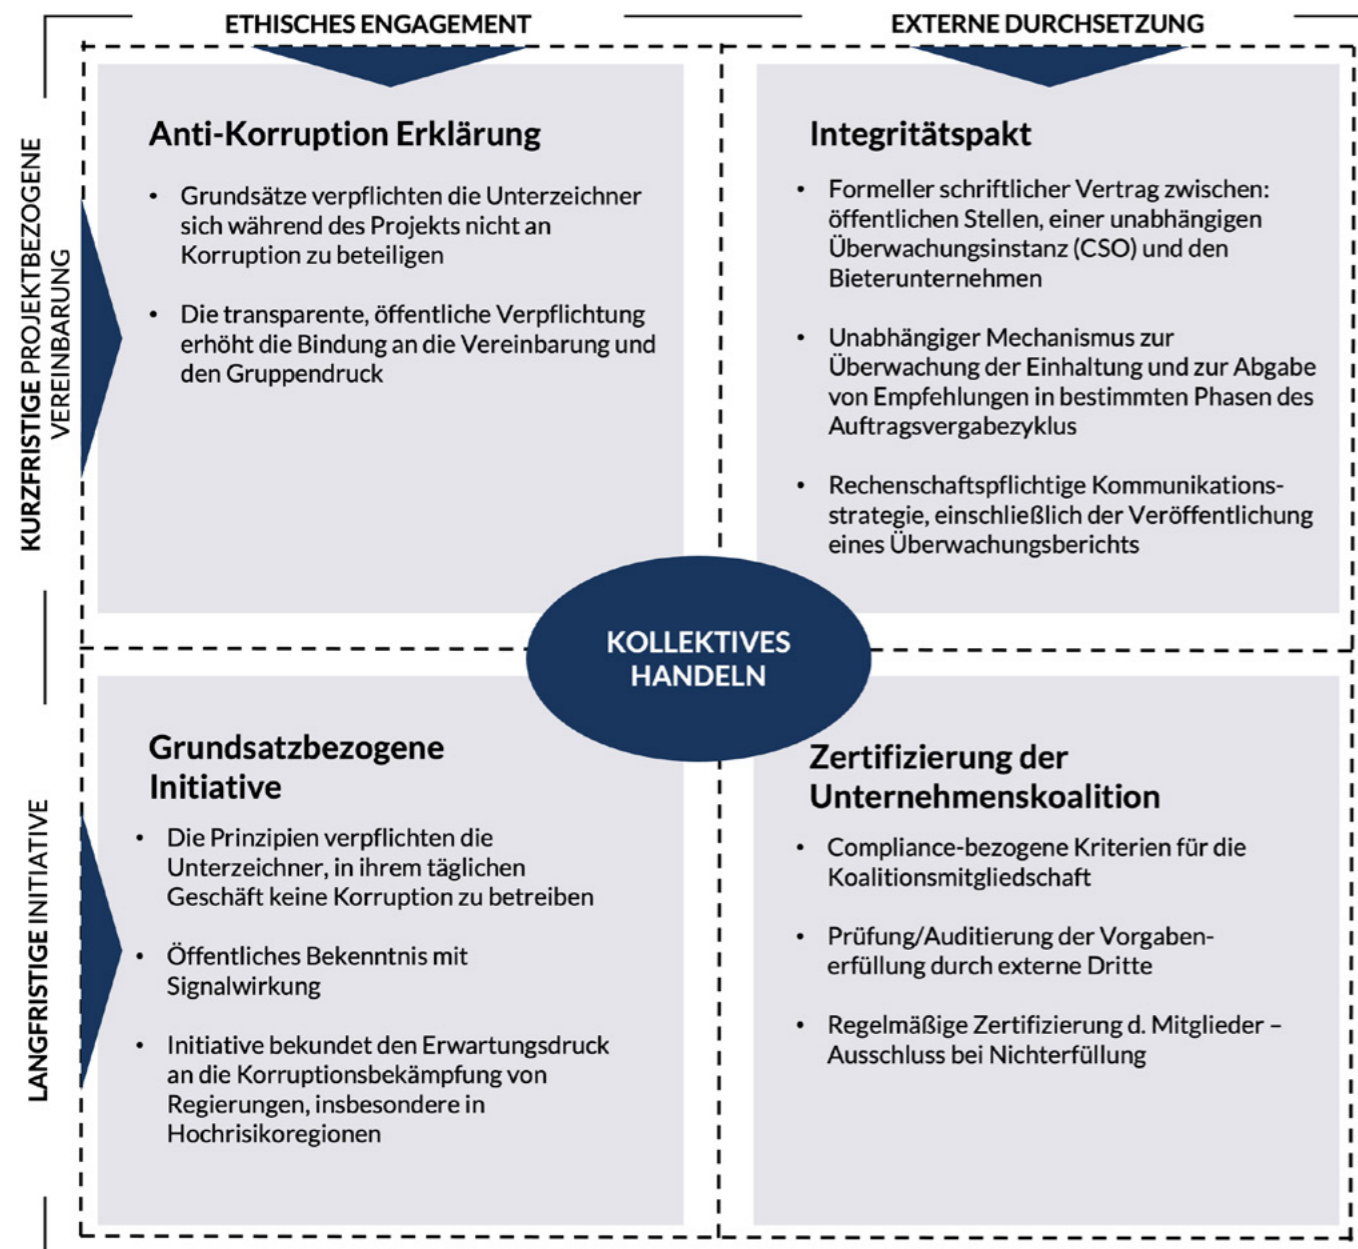 ETHISCHES ENGAGEMENT
EXTERNE DURCHSETZUNG
KURZFRISTIGE PROJEKTBEZOGENE
VEREINBARUNG
Anti-Korruption Erklärung
• Grundsätze verpflichten die Unterzeichner
sich während des Projekts nicht an
Korruption zu beteiligen
• Die transparente, öffentliche Verpflichtung
erhöht die Bindung an die Vereinbarung und
den Gruppendruck
Integritätspakt
• Formeller schriftlicher Vertrag zwischen:
öffentlichen Stellen, einer unabhängigen
Überwachungsinstanz (CSO) und den
Bieterunternehmen
• Unabhängiger Mechanismus zur
Überwachung der Einhaltung und zur Abgabe
von Empfehlungen in bestimmten Phasen des
Auftragsvergabezyklus
• Rechenschaftspflichtige Kommunikations-
strategie, einschließlich der Veröffentlichung
eines Überwachungsberichts
KOLLEKTIVES
HANDELN
LANGFRISTIGE INITIATIVE
Grundsatzbezogene
Initiative
• Die Prinzipien verpflichten die
Unterzeichner, in ihrem täglichen
Geschäft keine Korruption zu betreiben
• Öffentliches Bekenntnis mit
Signalwirkung
• Initiative bekundet den Erwartungsdruck
an die Korruptionsbekämpfung von
Regierungen, insbesondere in
Hochrisikoregionen
Zertifizierung der
Unternehmenskoalition
• Compliance-bezogene Kriterien für die
Koalitionsmitgliedschaft
• Prüfung/Auditierung der Vorgaben-
erfüllung durch externe Dritte
• Regelmäßige Zertifizierung d. Mitglieder –
Ausschluss bei Nichterfüllung